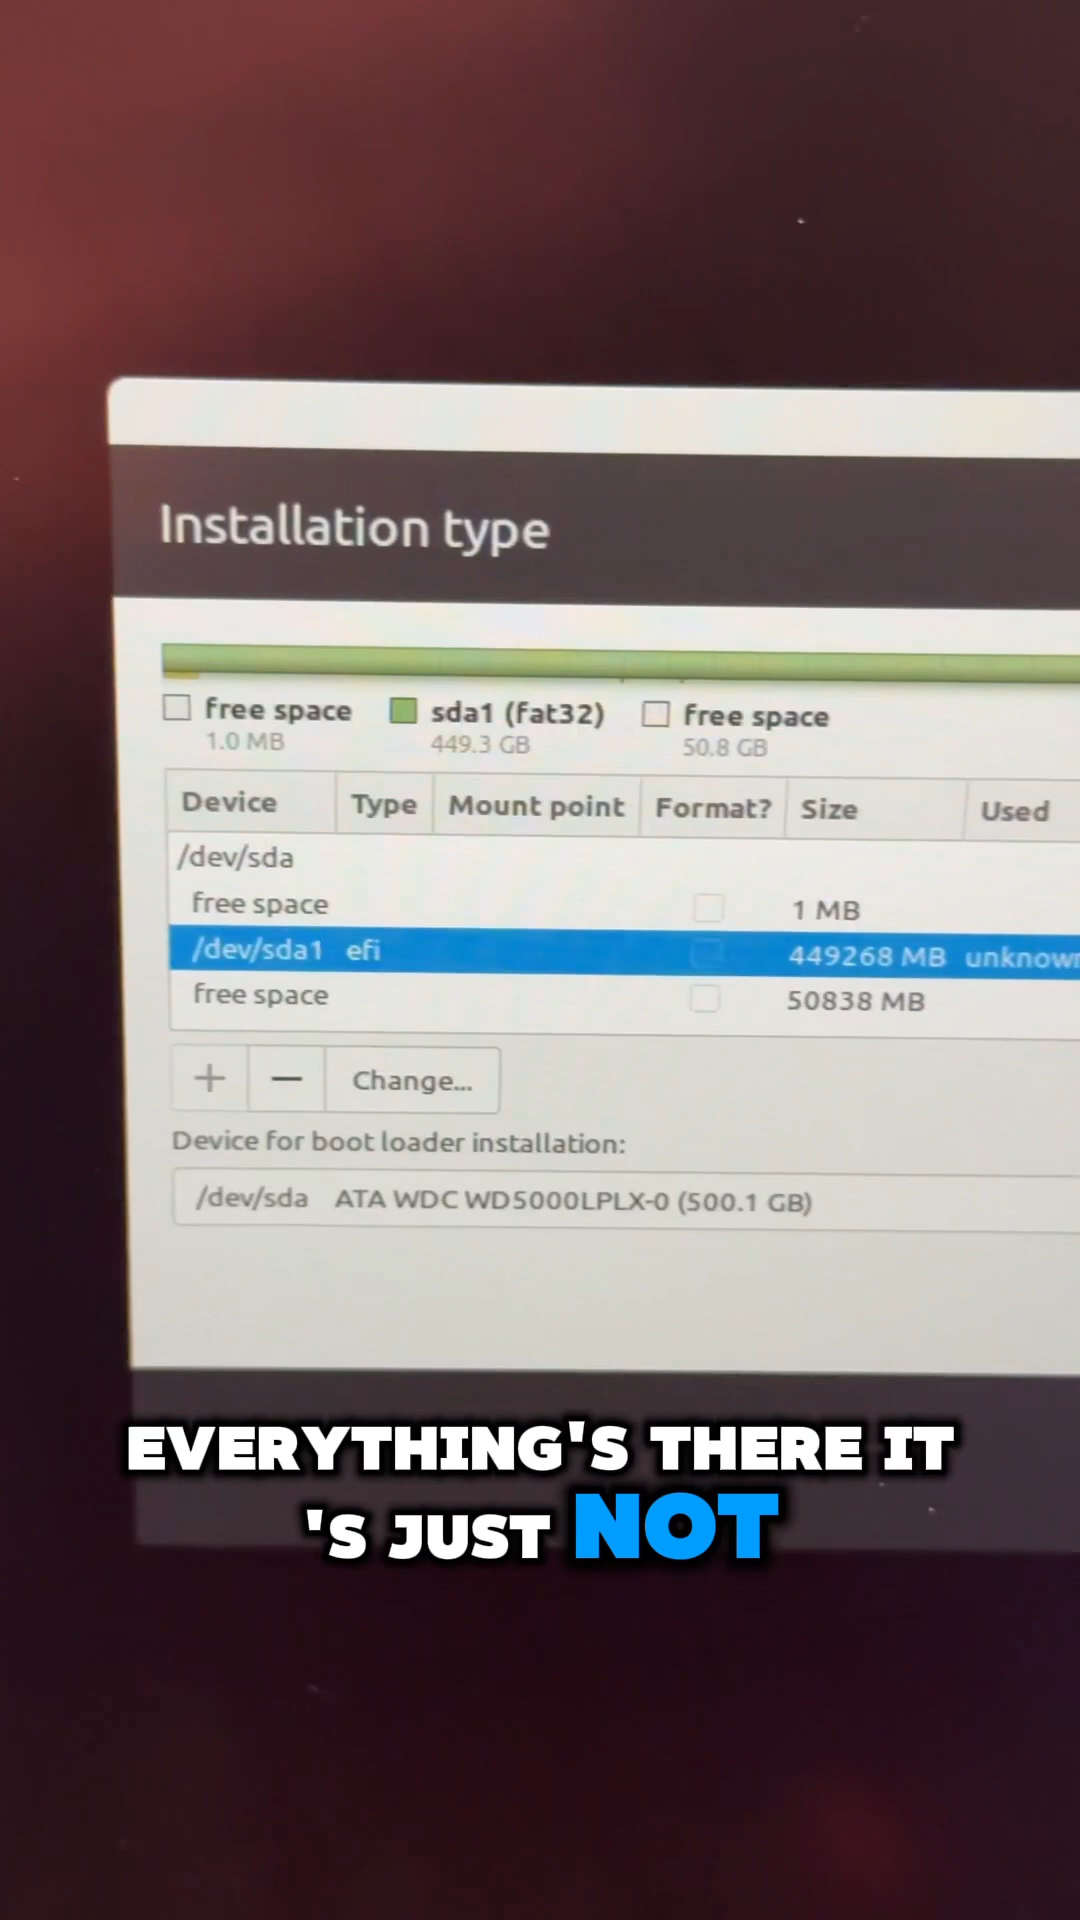 Installation type
free space sda1 (fat32) free space
1.0 MB 449.3 GB 50.8 GB
Device Type Mount point Format? Size Used
/dev/sda
free space 1 MB
/dev/sda1 efi 449268 MB unknown
free space 50838 MB
+ − Change...
Device for boot loader installation:
/dev/sda ATA WDC WD5000LPLX-0 (500.1 GB)
EVERYTHING'S THERE IT
'S JUST NOT